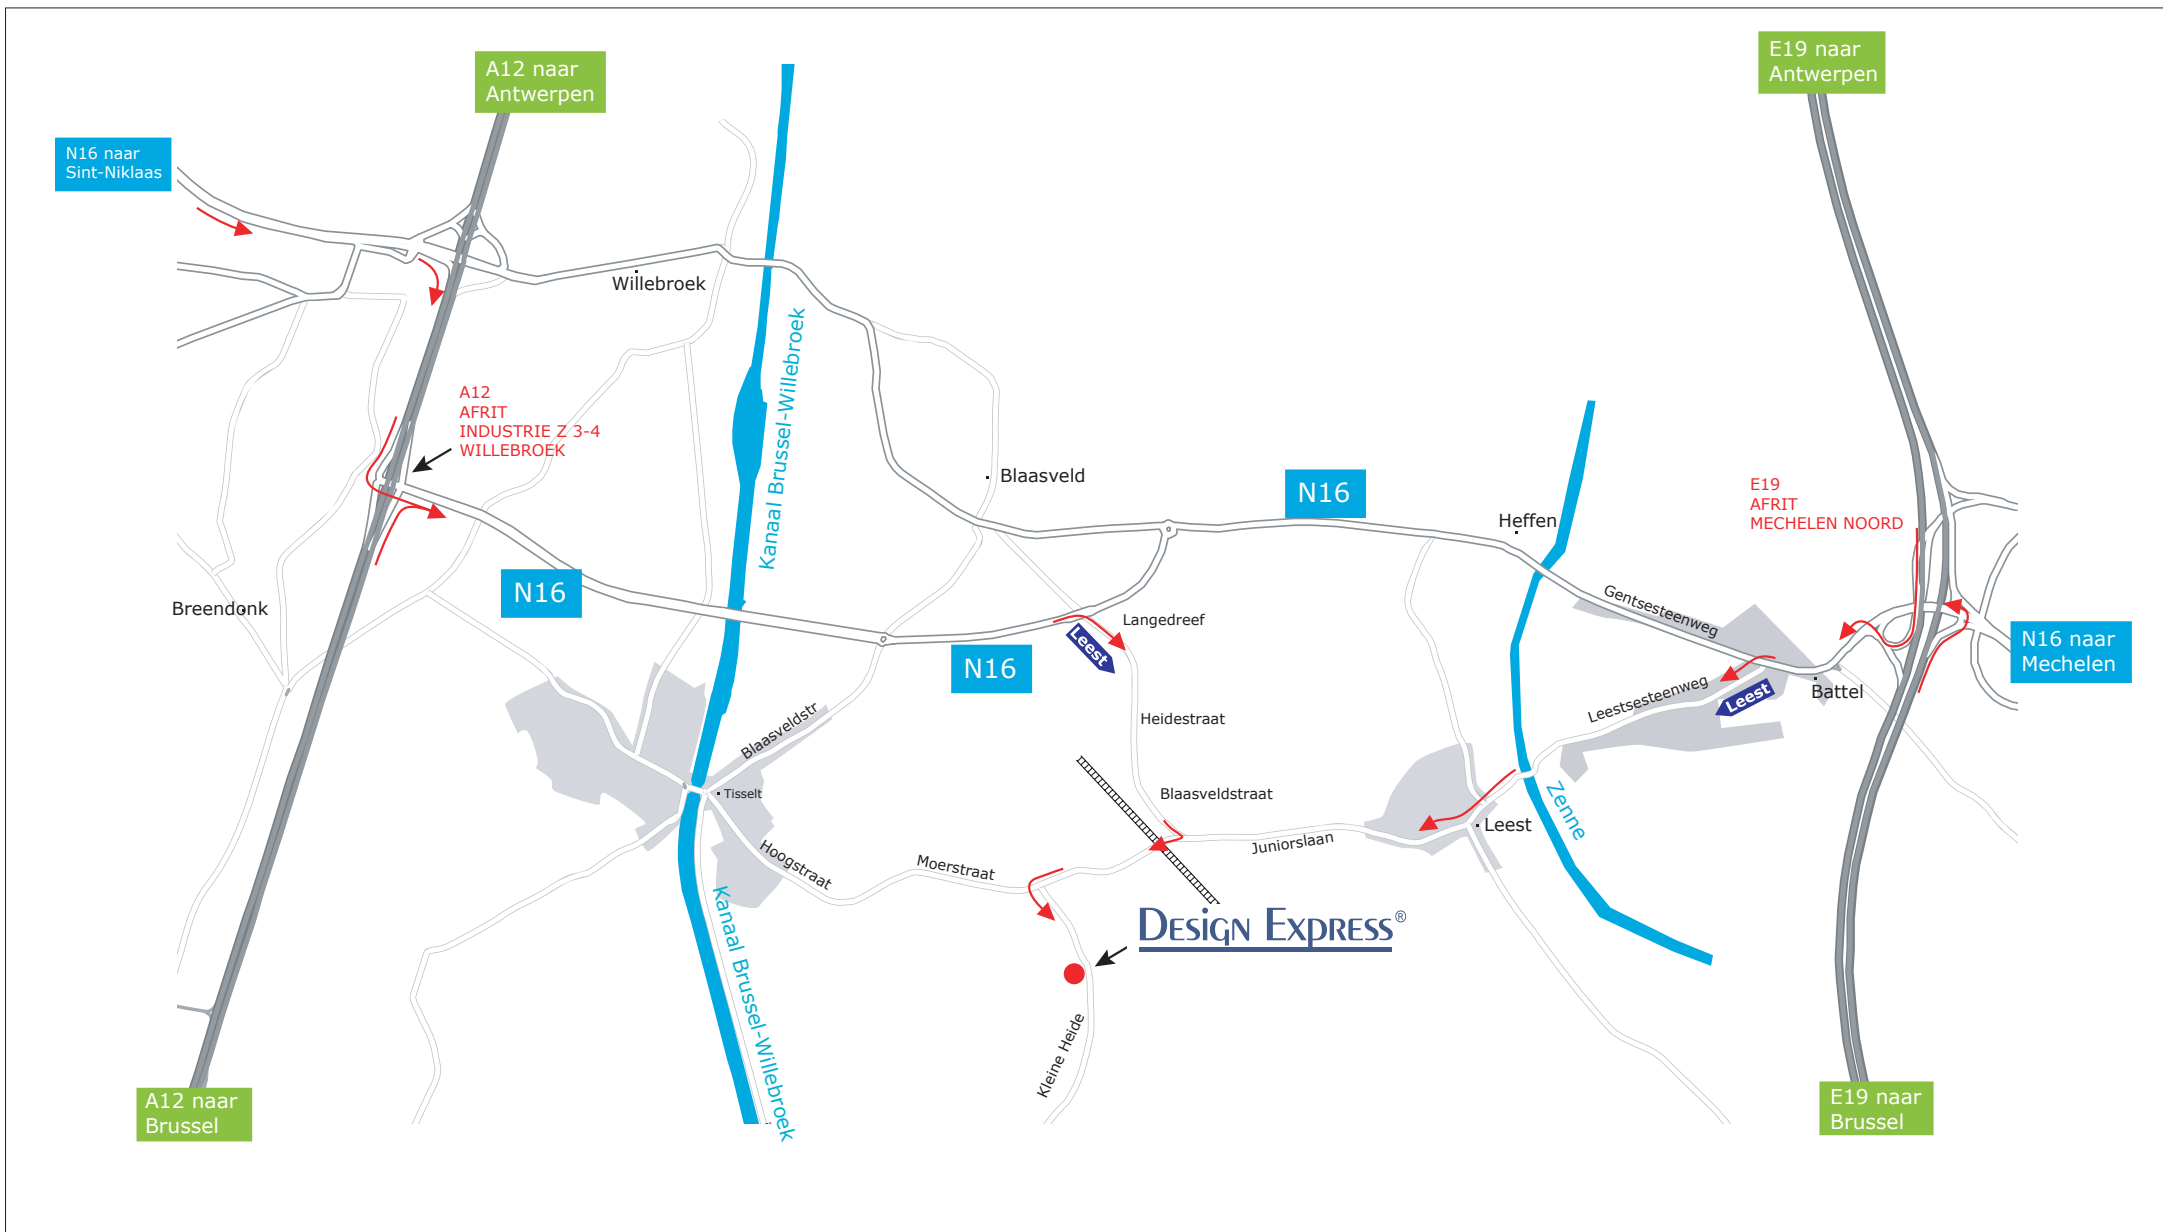 E19 naar
Antwerpen
A12 naar
Antwerpen
N16 naar
Sint-Niklaas
Willebroek
Kanaal Brussel-Willebroek
A12
AFRIT
INDUSTRIE Z 3-4
WILLEBROEK
Blaasveld
N16
Heffen
E19
AFRIT
MECHELEN NOORD
N16
Breendonk
Langedreef
Leest
Gentsesteenweg
N16 naar
Mechelen
N16
Leestsesteenweg
Leest
Battel
Heidestraat
Blaasveldstr
Tisselt
Blaasveldstraat
Zenne
Leest
Juniorslaan
Hoogstraat
Moerstraat
Kanaal Brussel-Willebroek
DESIGN EXPRESS®
Kleine Heide
A12 naar
Brussel
E19 naar
Brussel